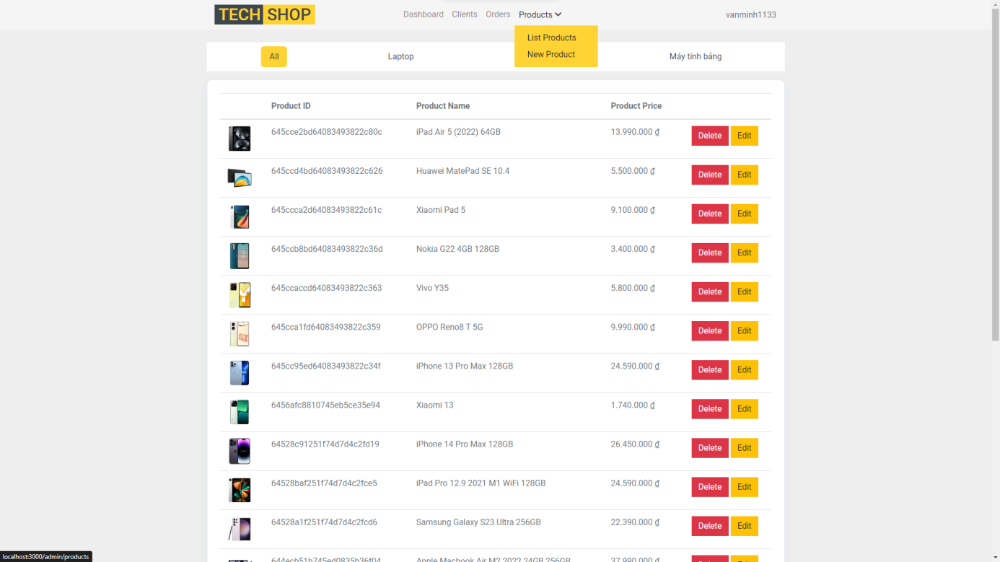 TECH SHOP
Dashboard Clients Orders Products
vanminh1133
List Products
New Product
All
Laptop
Máy tính bảng
Product ID Product Name Product Price
645cce2bd64083493822c80c iPad Air 5 (2022) 64GB 13.990.000 ₫ Delete Edit
645ccd4bd64083493822c626 Huawei MatePad SE 10.4 5.500.000 ₫ Delete Edit
645ccca2d64083493822c61c Xiaomi Pad 5 9.100.000 ₫ Delete Edit
645ccb8bd64083493822c36d Nokia G22 4GB 128GB 3.400.000 ₫ Delete Edit
645ccaccd64083493822c363 Vivo Y35 5.800.000 ₫ Delete Edit
645cca1fd64083493822c359 OPPO Reno8 T 5G 9.990.000 ₫ Delete Edit
645cc95ed64083493822c34f iPhone 13 Pro Max 128GB 24.590.000 ₫ Delete Edit
6456afc8810745eb5ce35e94 Xiaomi 13 1.740.000 ₫ Delete Edit
64528c91251f74d7d4c2fd19 iPhone 14 Pro Max 128GB 26.450.000 ₫ Delete Edit
64528baf251f74d7d4c2fce5 iPad Pro 12.9 2021 M1 WiFi 128GB 24.590.000 ₫ Delete Edit
64528a1f251f74d7d4c2fcd6 Samsung Galaxy S23 Ultra 256GB 22.390.000 ₫ Delete Edit
644ecb51b745ed0835b36f04 Apple Macbook Air M2 2022 24GB 256GB 37.990.000 ₫ Delete Edit
localhost:3000/admin/products